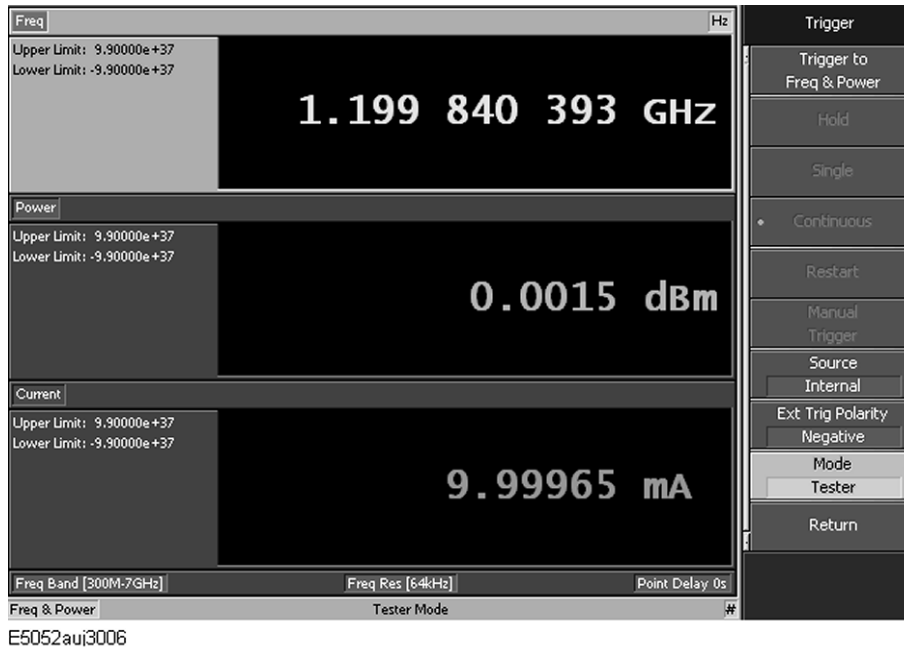 Freq Hz
Upper Limit: 9.90000e+37
Lower Limit: -9.90000e+37
1.199 840 393 GHz
Power
Upper Limit: 9.90000e+37
Lower Limit: -9.90000e+37
0.0015 dBm
Current
Upper Limit: 9.90000e+37
Lower Limit: -9.90000e+37
9.99965 mA
Freq Band [300M-7GHz] Freq Res [64kHz] Point Delay 0s
Freq & Power Tester Mode #
Trigger
Trigger to
Freq & Power
Hold
Single
Continuous
Restart
Manual
Trigger
Source
Internal
Ext Trig Polarity
Negative
Mode
Tester
Return
E5052auj3006